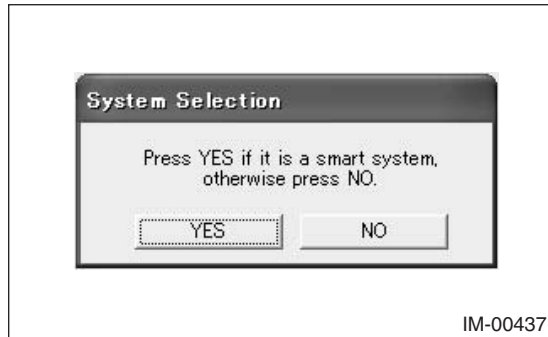 System Selection
Press YES if it is a smart system,
otherwise press NO.
YES
NO
IM-00437